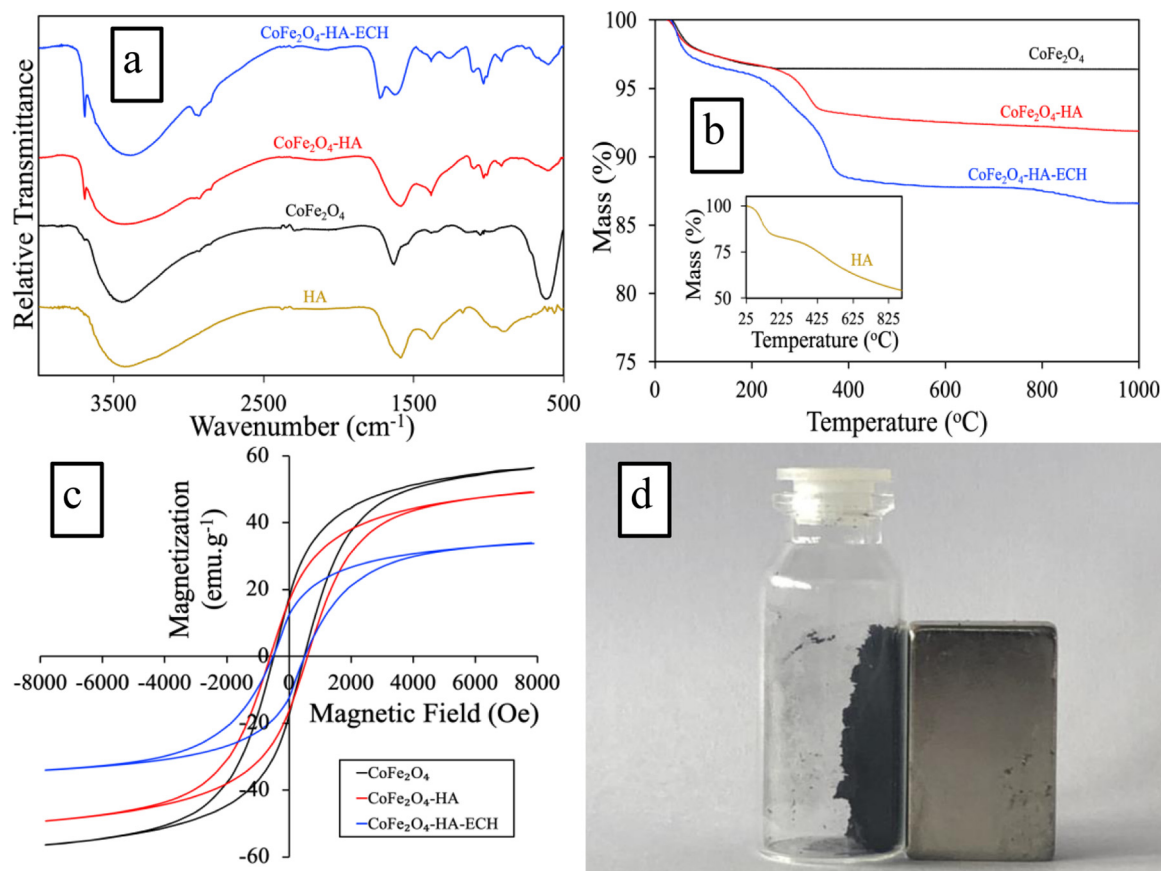 a
CoFe₂O₄-HA-ECH
CoFe₂O₄-HA
CoFe₂O₄
HA
Relative Transmittance
3500
2500
1500
500
Wavenumber (cm⁻¹)
b
100
95
90
85
80
75
Mass (%)
CoFe₂O₄
CoFe₂O₄-HA
CoFe₂O₄-HA-ECH
100
75
50
Mass (%)
HA
25
225
425
625
825
Temperature (°C)
0
200
400
600
800
1000
Temperature (°C)
c
60
40
20
0
-20
-40
-60
Magnetization
(emu.g⁻¹)
-8000
-6000
-4000
-2000
0
2000
4000
6000
8000
Magnetic Field (Oe)
CoFe₂O₄
CoFe₂O₄-HA
CoFe₂O₄-HA-ECH
d